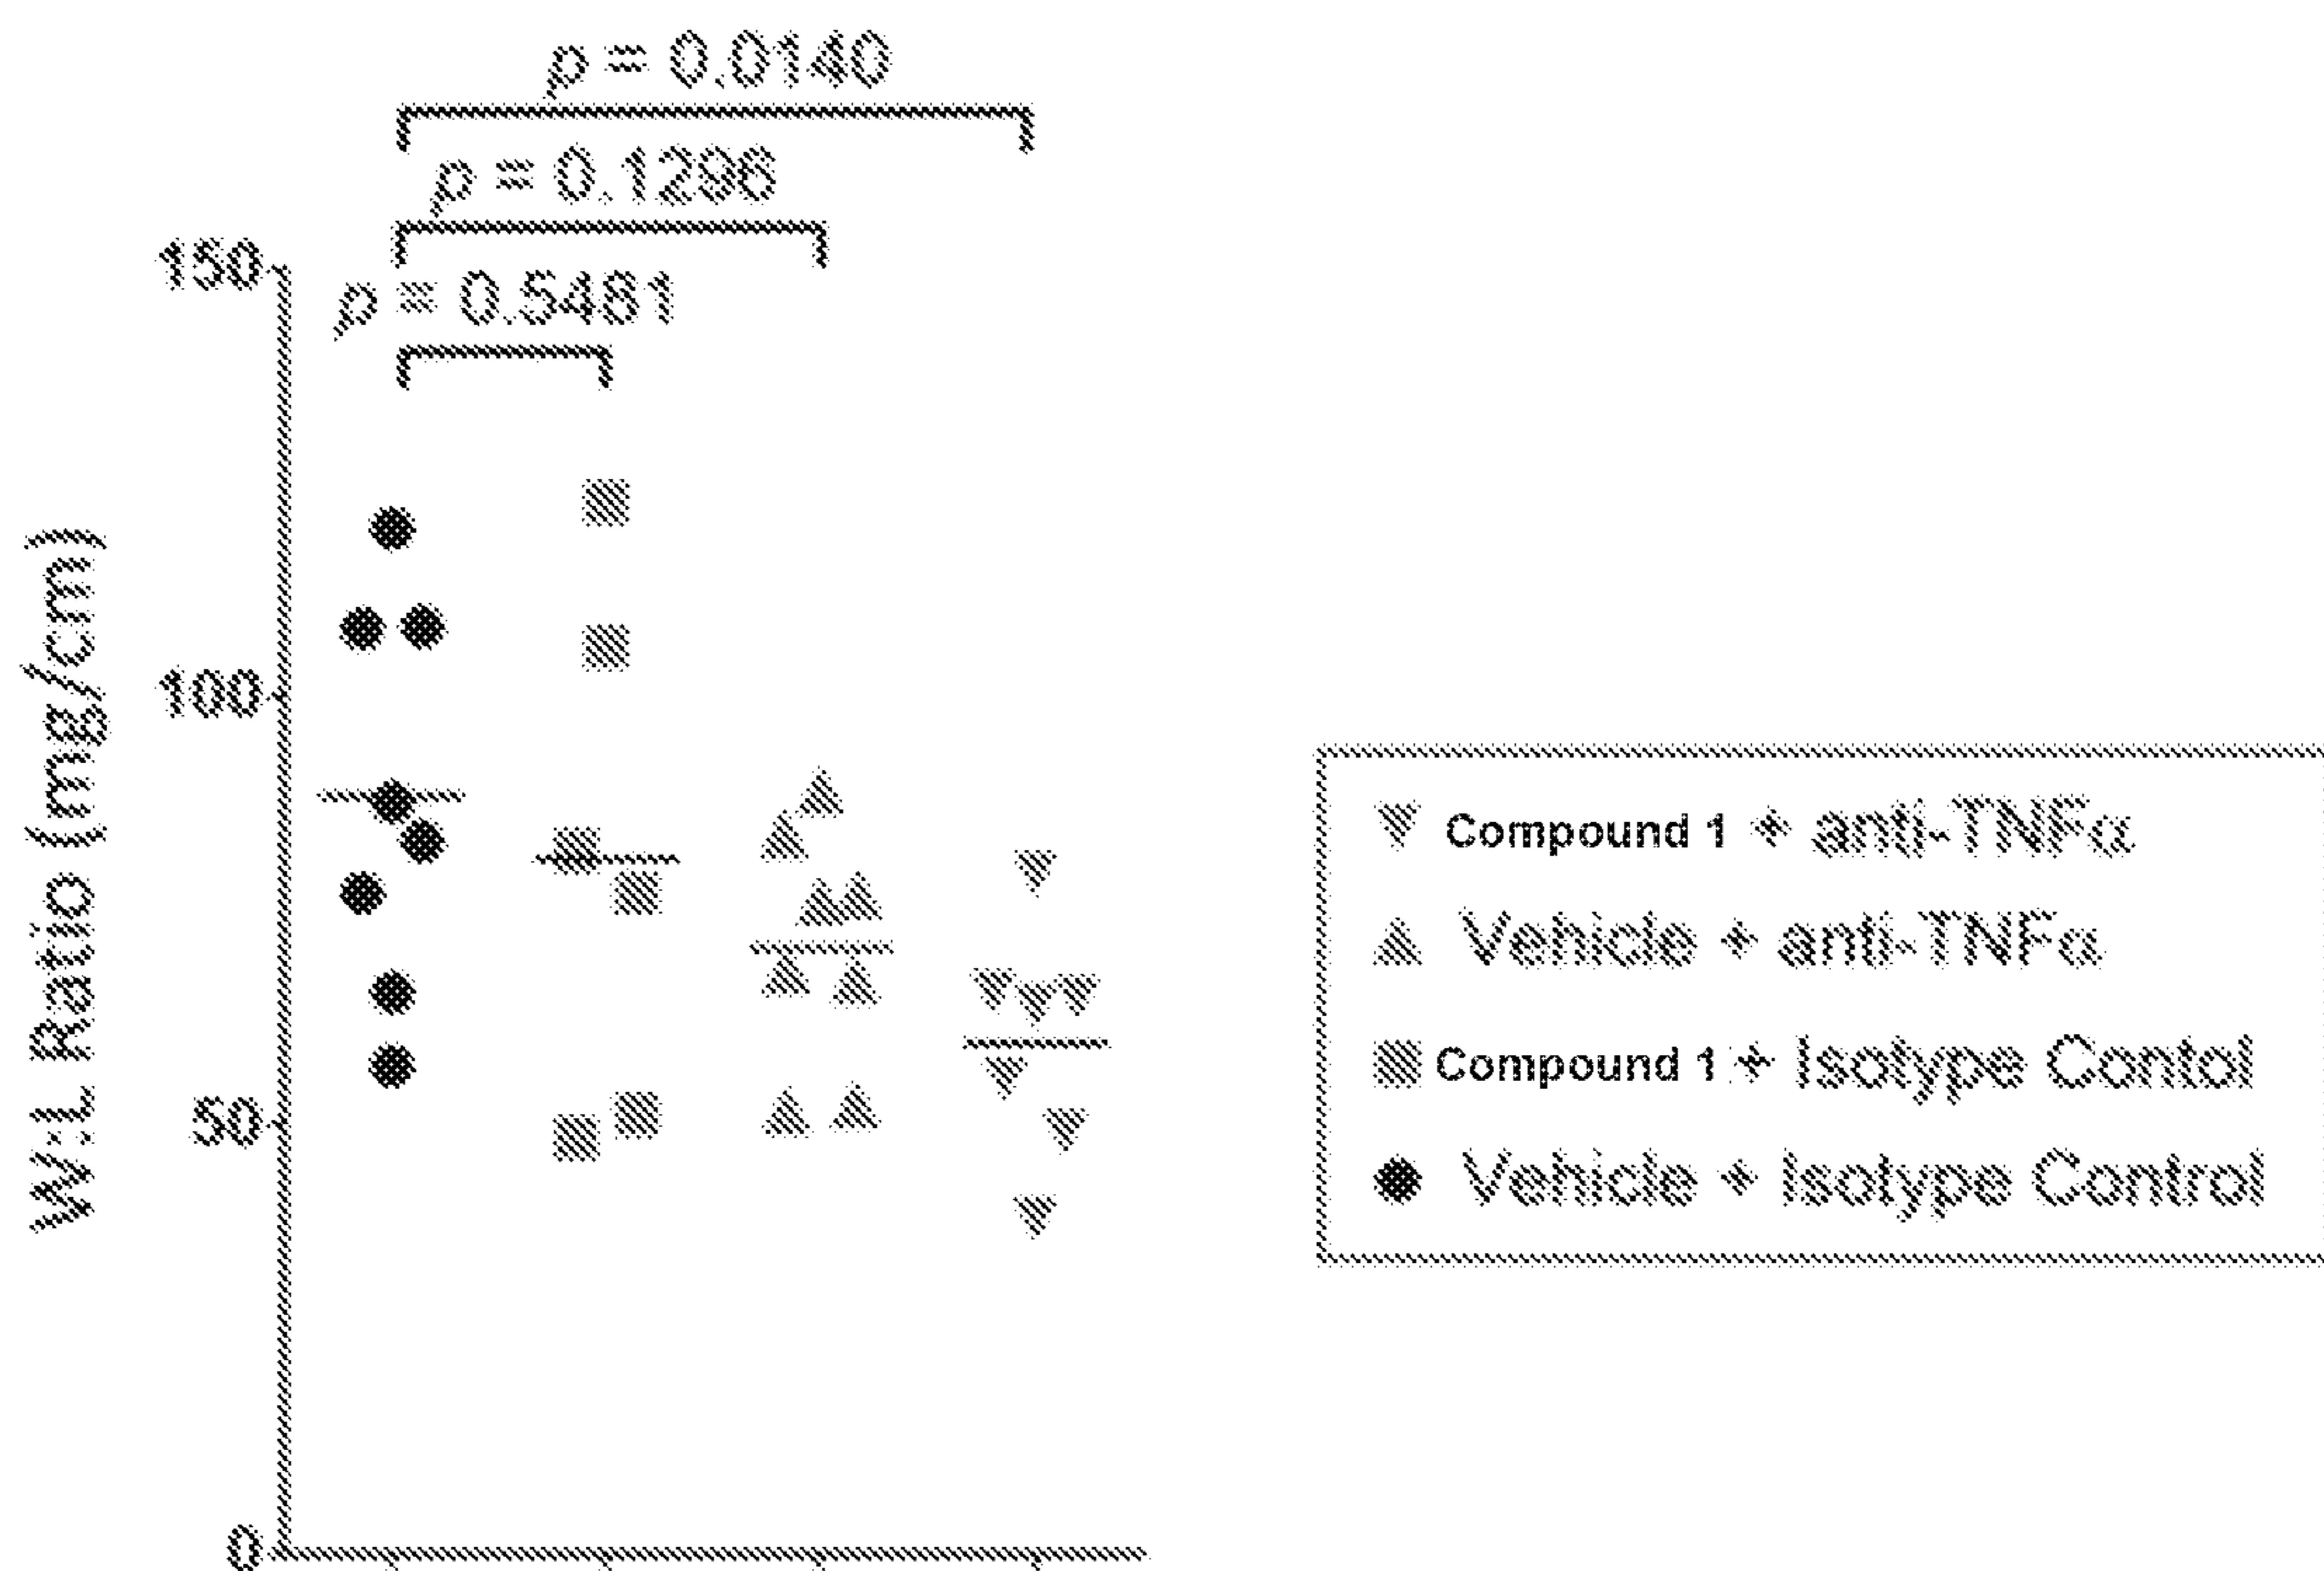 p = 0.0140
p = 0.1296
p = 0.5461
150
100
50
0
W:L Ratio (mg/cm)
Compound 1 + anti-TNFα
Vehicle + anti-TNFα
Compound 1 + Isotype Contol
Vehicle + Isotype Control